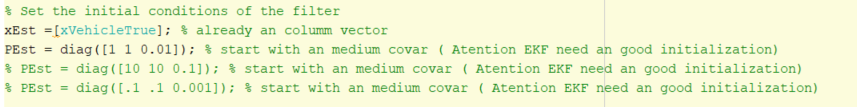 % Set the initial conditions of the filter
xEst =[xVehicleTrue]; % already an columm vector
PEst = diag([1 1 0.01]); % start with an medium covar ( Atention EKF need an good initialization)
% PEst = diag([10 10 0.1]); % start with an medium covar ( Atention EKF need an good initialization)
% PEst = diag([.1 .1 0.001]); % start with an medium covar ( Atention EKF need an good initialization)